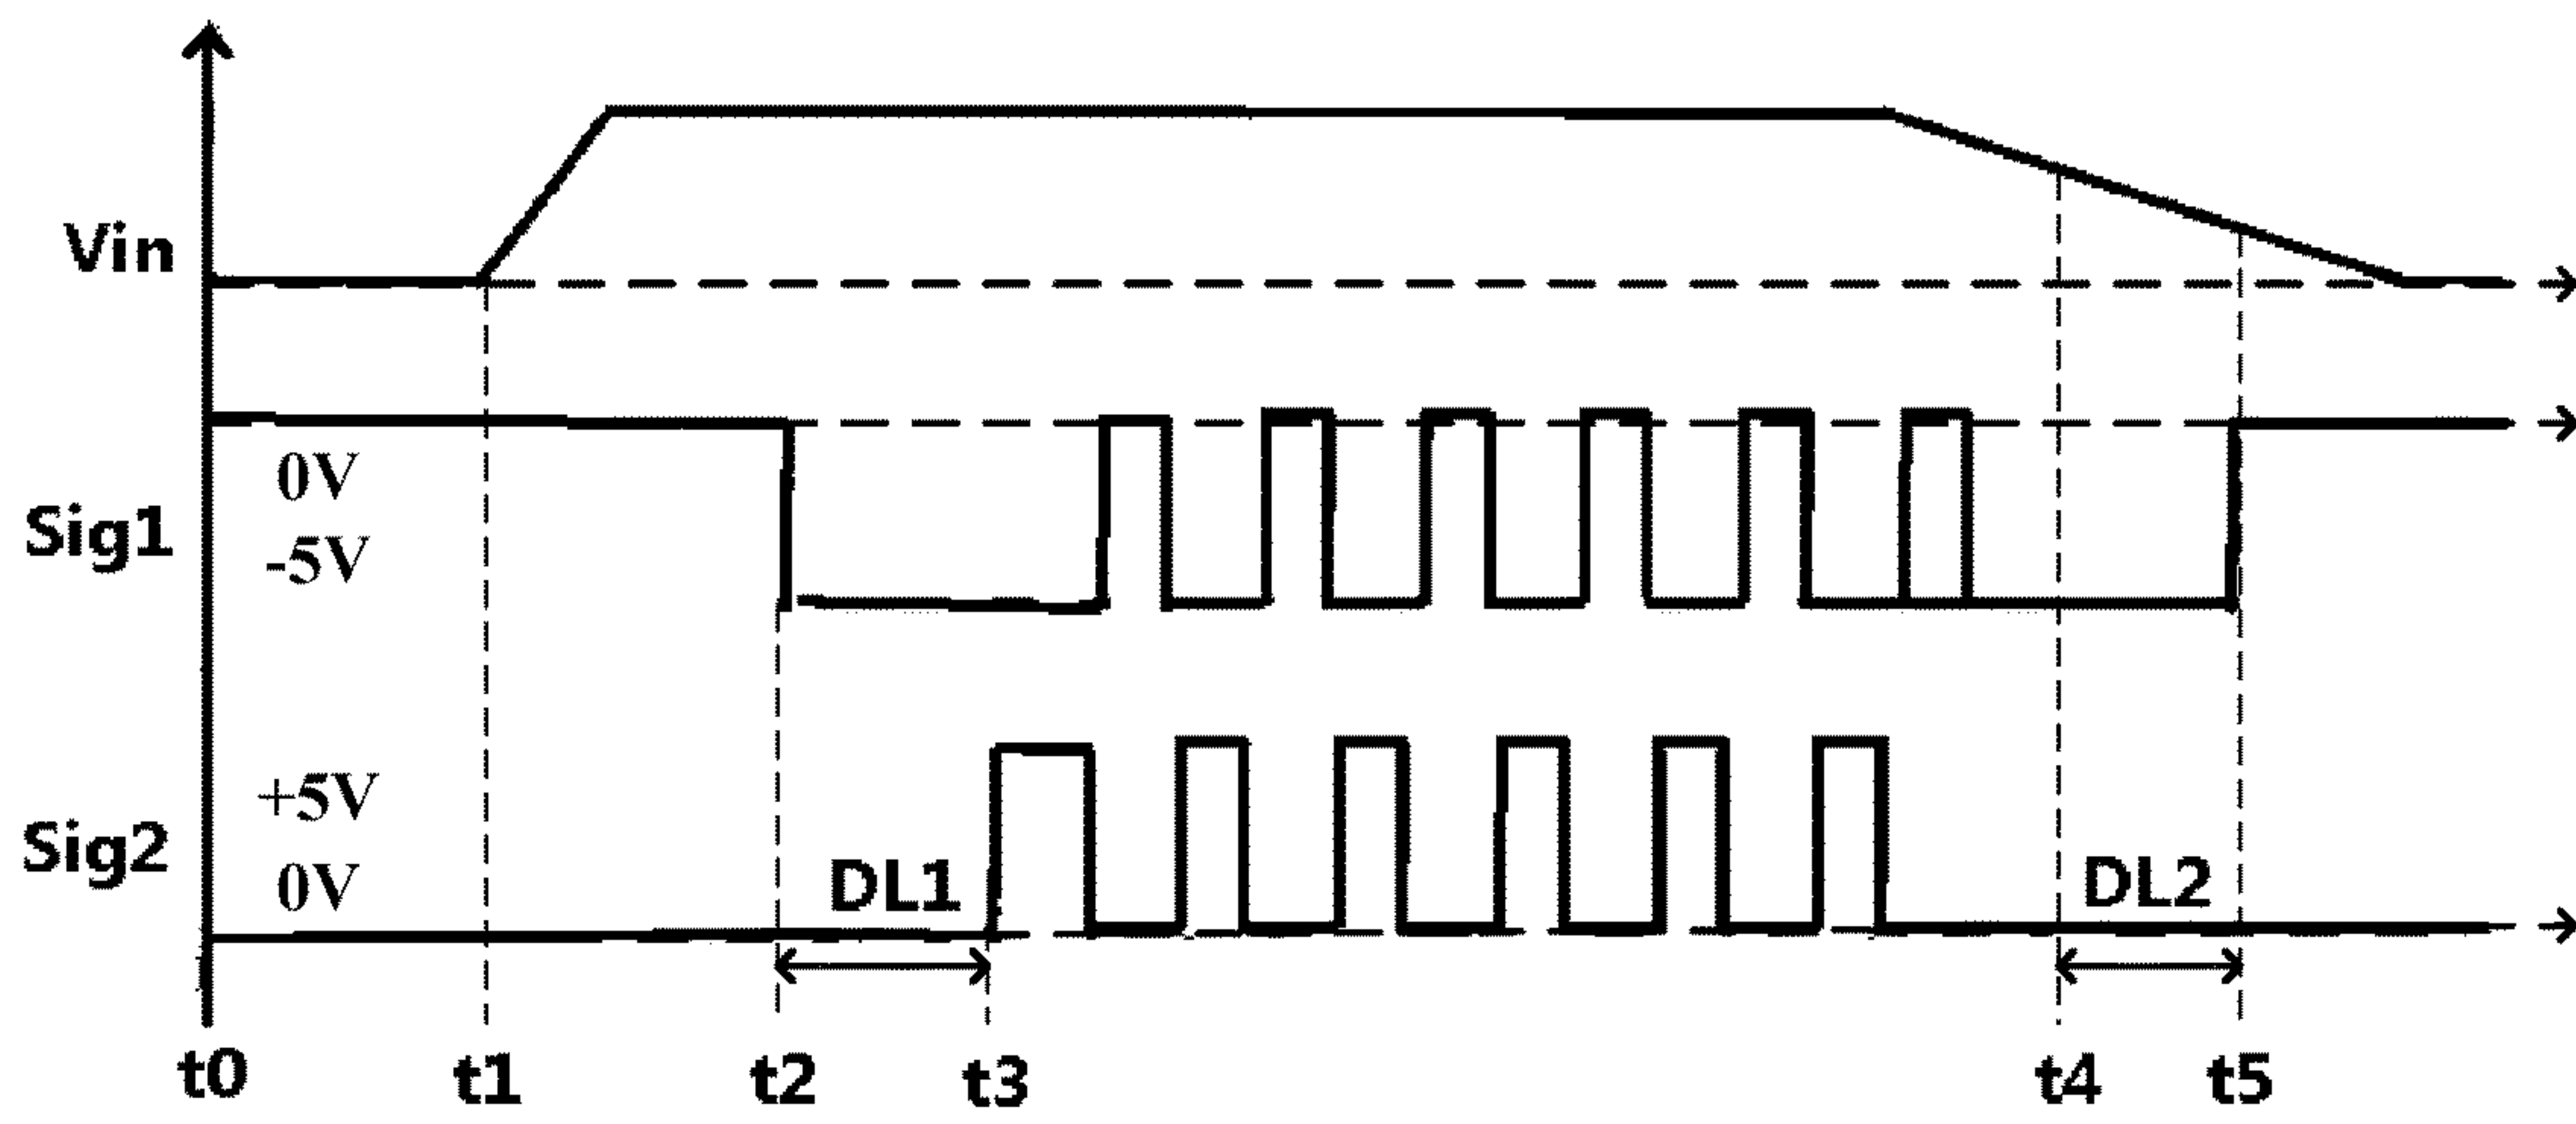 Vin
0V
Sig1
-5V
+5V
Sig2
0V
DL1
DL2
t0 t1 t2 t3 t4 t5